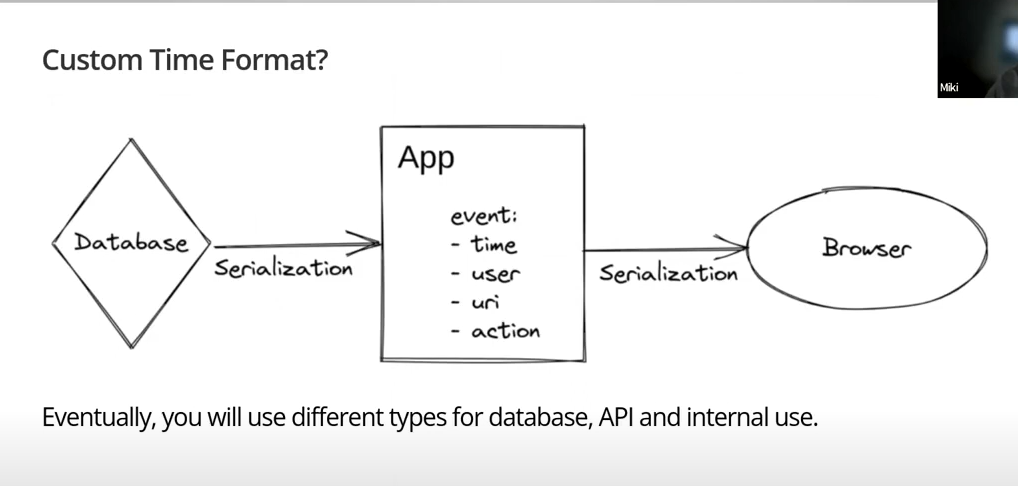 Custom Time Format?
Miki
Database
Serialization
App
event:
- time
- user
- uri
- action
Serialization
Browser
Eventually, you will use different types for database, API and internal use.